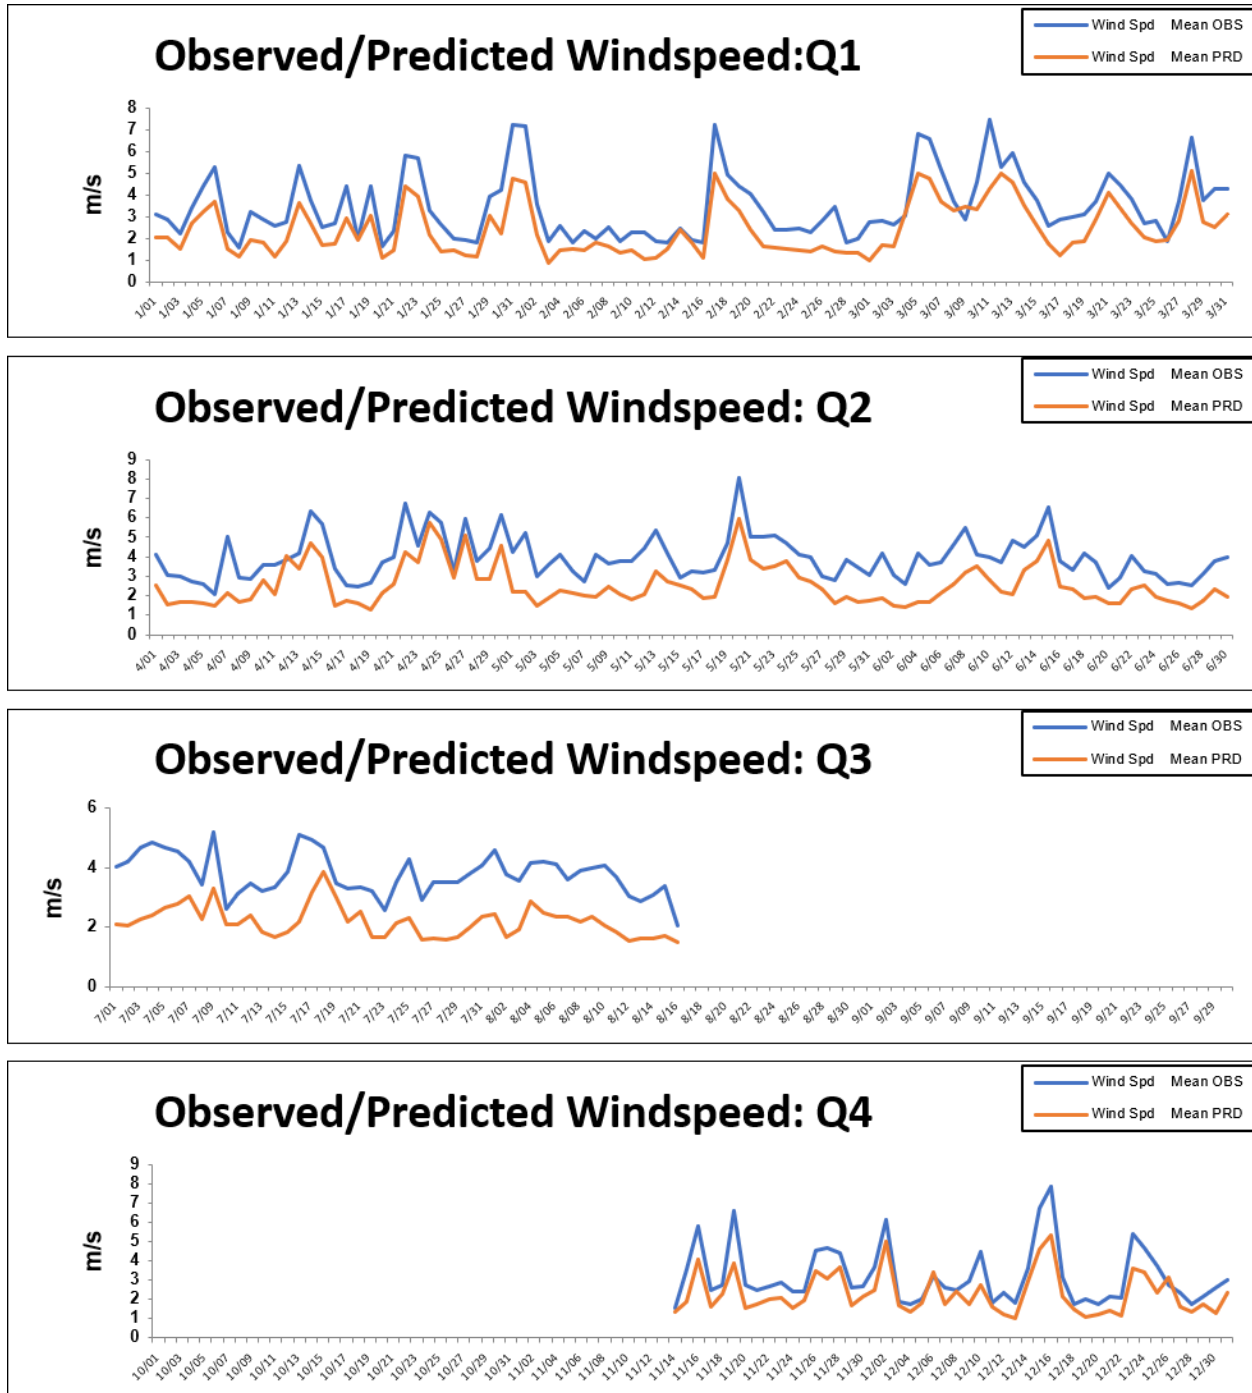 Wind Spd Mean OBS
Observed/Predicted Windspeed:Q1
Wind Spd Mean PRD
8
7
6
5
4
3
2
1
0
m/s
1/01 1/03 1/05 1/07 1/09 1/11 1/13 1/15 1/17 1/19 1/21 1/23 1/25 1/27 1/29 1/31 2/02 2/04 2/06 2/08 2/10 2/12 2/14 2/16 2/18 2/20 2/22 2/24 2/26 2/28 3/01 3/03 3/05 3/07 3/09 3/11 3/13 3/15 3/17 3/19 3/21 3/23 3/25 3/27 3/29 3/31
Wind Spd Mean OBS
Observed/Predicted Windspeed: Q2
Wind Spd Mean PRD
9
8
7
6
5
4
3
2
1
0
m/s
4/01 4/03 4/05 4/07 4/09 4/11 4/13 4/15 4/17 4/19 4/21 4/23 4/25 4/27 4/29 5/01 5/03 5/05 5/07 5/09 5/11 5/13 5/15 5/17 5/19 5/21 5/23 5/25 5/27 5/29 5/31 6/02 6/04 6/06 6/08 6/10 6/12 6/14 6/16 6/18 6/20 6/22 6/24 6/26 6/28 6/30
Wind Spd Mean OBS
Observed/Predicted Windspeed: Q3
Wind Spd Mean PRD
6
4
2
0
m/s
7/01 7/03 7/05 7/07 7/09 7/11 7/13 7/15 7/17 7/19 7/21 7/23 7/25 7/27 7/29 7/31 8/02 8/04 8/06 8/08 8/10 8/12 8/14 8/16 8/18 8/20 8/22 8/24 8/26 8/28 8/30 9/01 9/03 9/05 9/07 9/09 9/11 9/13 9/15 9/17 9/19 9/21 9/23 9/25 9/27 9/29
Wind Spd Mean OBS
Observed/Predicted Windspeed: Q4
Wind Spd Mean PRD
9
8
7
6
5
4
3
2
1
0
m/s
10/01 10/03 10/05 10/07 10/09 10/11 10/13 10/15 10/17 10/19 10/21 10/23 10/25 10/27 10/29 10/31 11/02 11/04 11/06 11/08 11/10 11/12 11/14 11/16 11/18 11/20 11/22 11/24 11/26 11/28 11/30 12/02 12/04 12/06 12/08 12/10 12/12 12/14 12/16 12/18 12/20 12/22 12/24 12/26 12/28 12/30